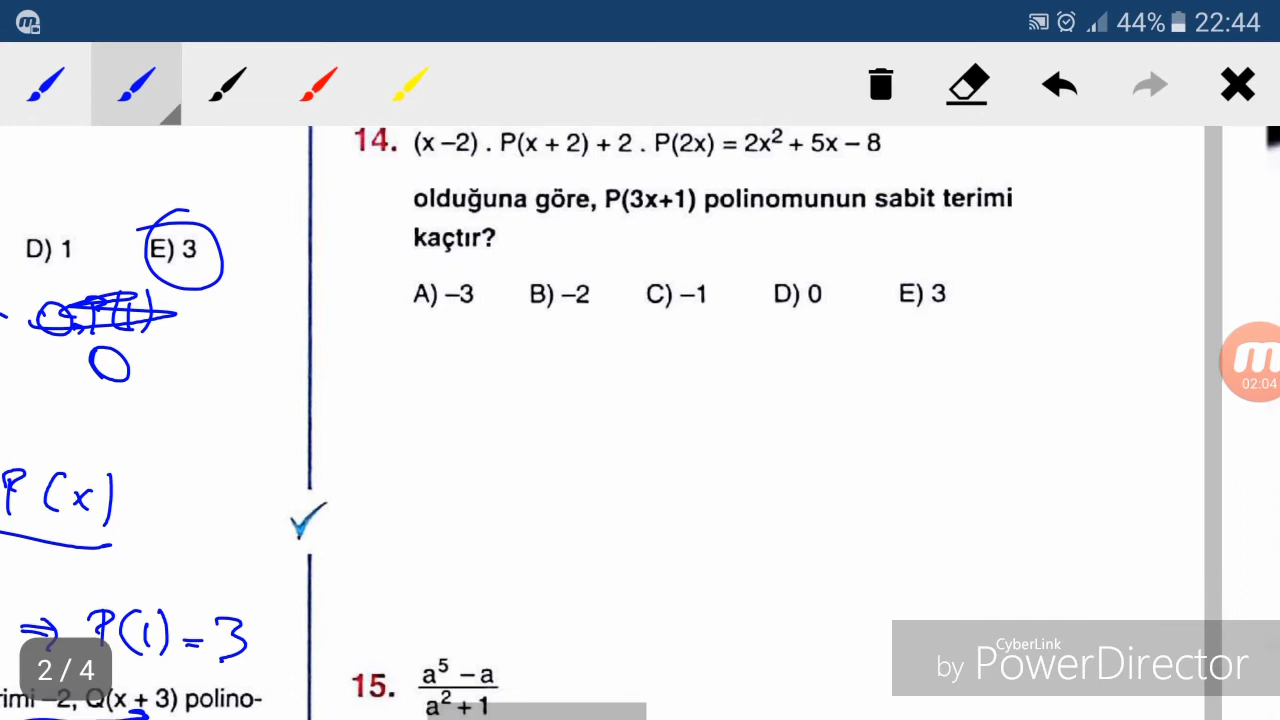 44% 22:44
14. (x –2) . P(x + 2) + 2 . P(2x) = 2x² + 5x – 8
olduğuna göre, P(3x+1) polinomunun sabit terimi
kaçtır?
A) –3 B) –2 C) –1 D) 0 E) 3
D) 1 E) 3
0
P(x)
⇒ P(1) = 3
2 / 4
rimi –2, Q(x + 3) polino-
15. a⁵ – a
a² + 1
m
02:04
CyberLink
by PowerDirector